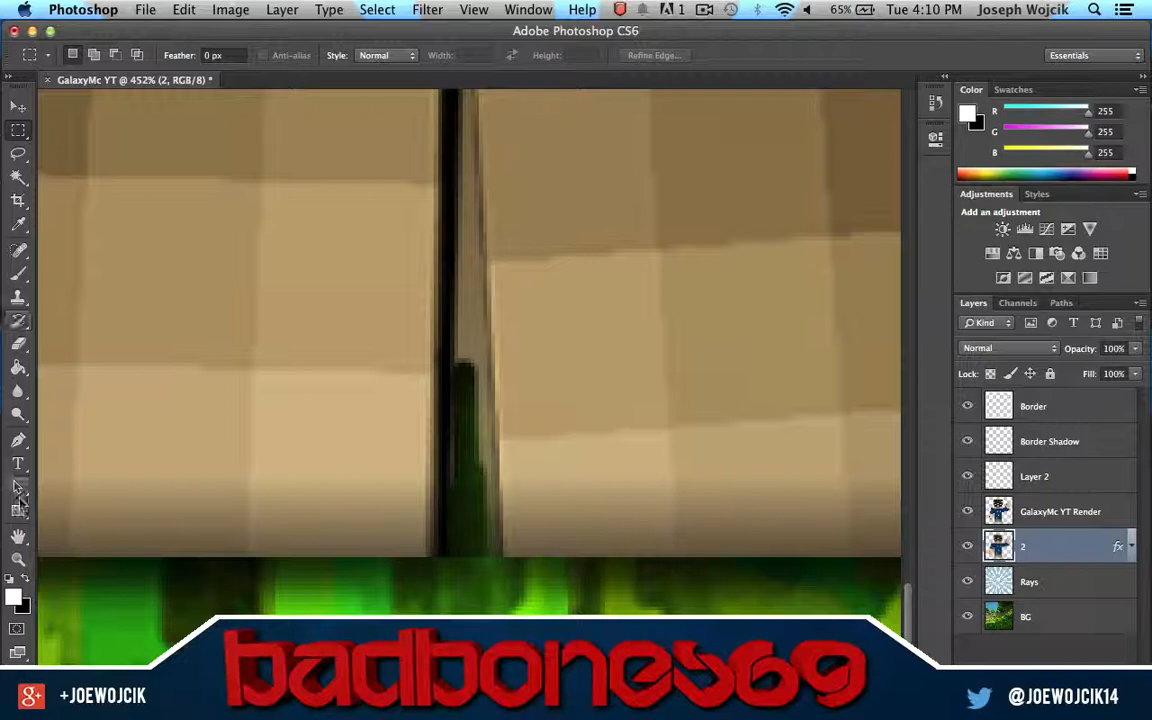 Photoshop File Edit Image Layer Type Select Filter View Window Help 1 65% Tue 4:10 PM Joseph Wojcik
Adobe Photoshop CS6
Feather: 0 px Anti-alias Style: Normal Width: Height: Refine Edge... Essentials
GalaxyMc YT @ 452% (2, RGB/8) *
Color Swatches
R 255
G 255
B 255
Adjustments Styles
Add an adjustment
Layers Channels Paths
Kind
Normal Opacity: 100%
Lock: Fill: 100%
Border
Border Shadow
Layer 2
GalaxyMc YT Render
2 fx
Rays
BG
badbones69
g+ +JOEWOJCIK
@JOEWOJCIK14